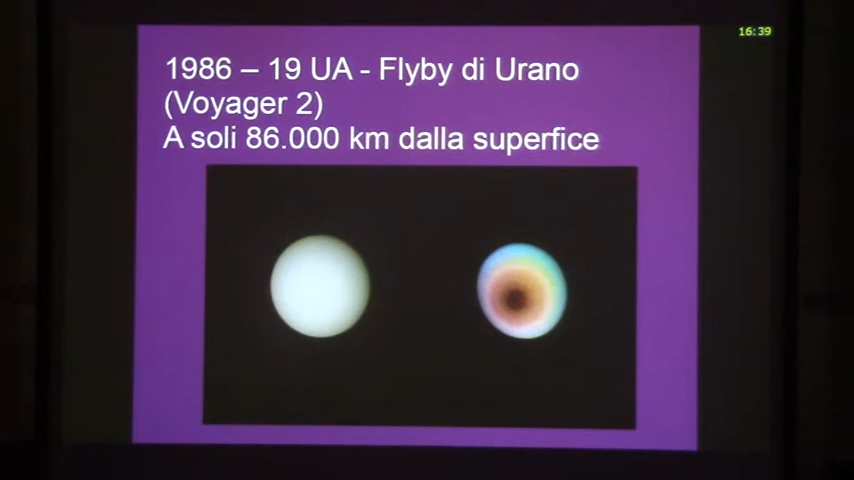 16:39
1986 – 19 UA - Flyby di Urano
(Voyager 2)
A soli 86.000 km dalla superfice